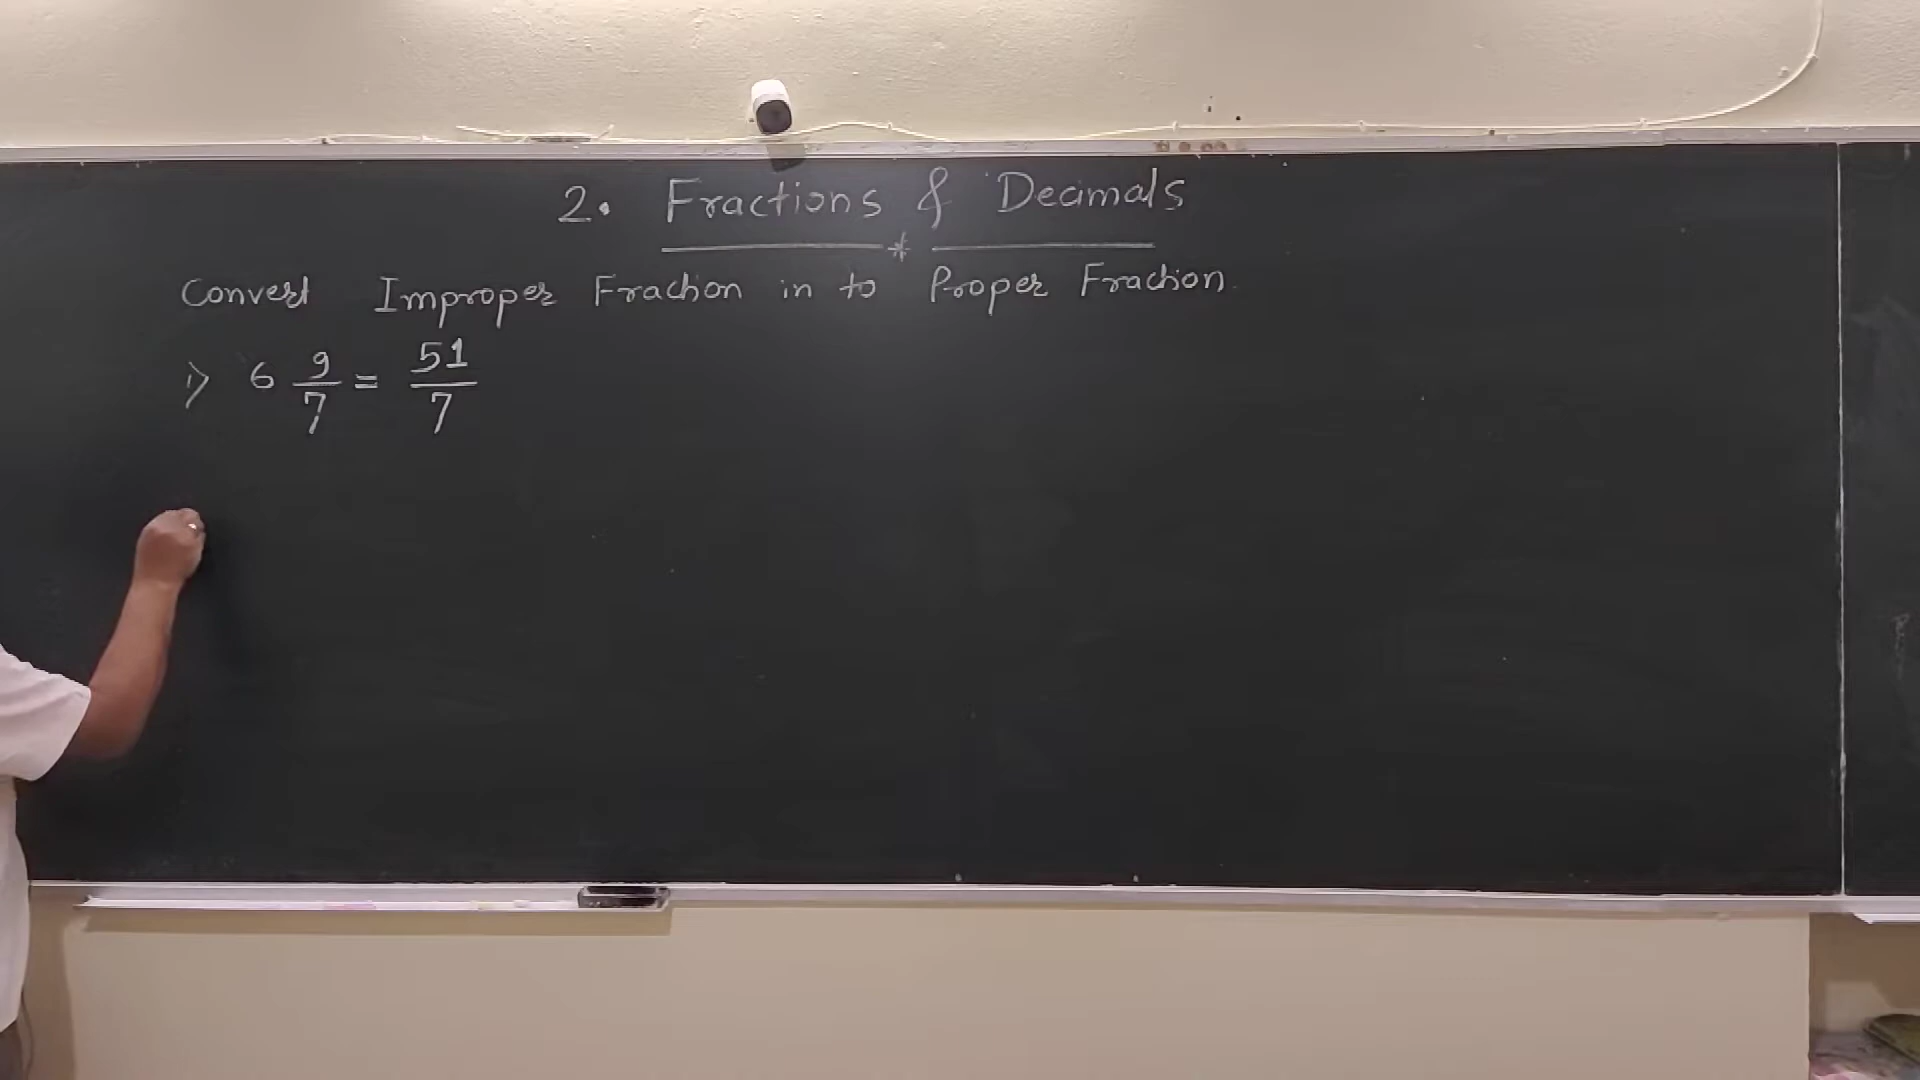 2. Fractions & Decimals
Convert Improper Fraction in to Proper Fraction
1) 6 9/7 = 51/7